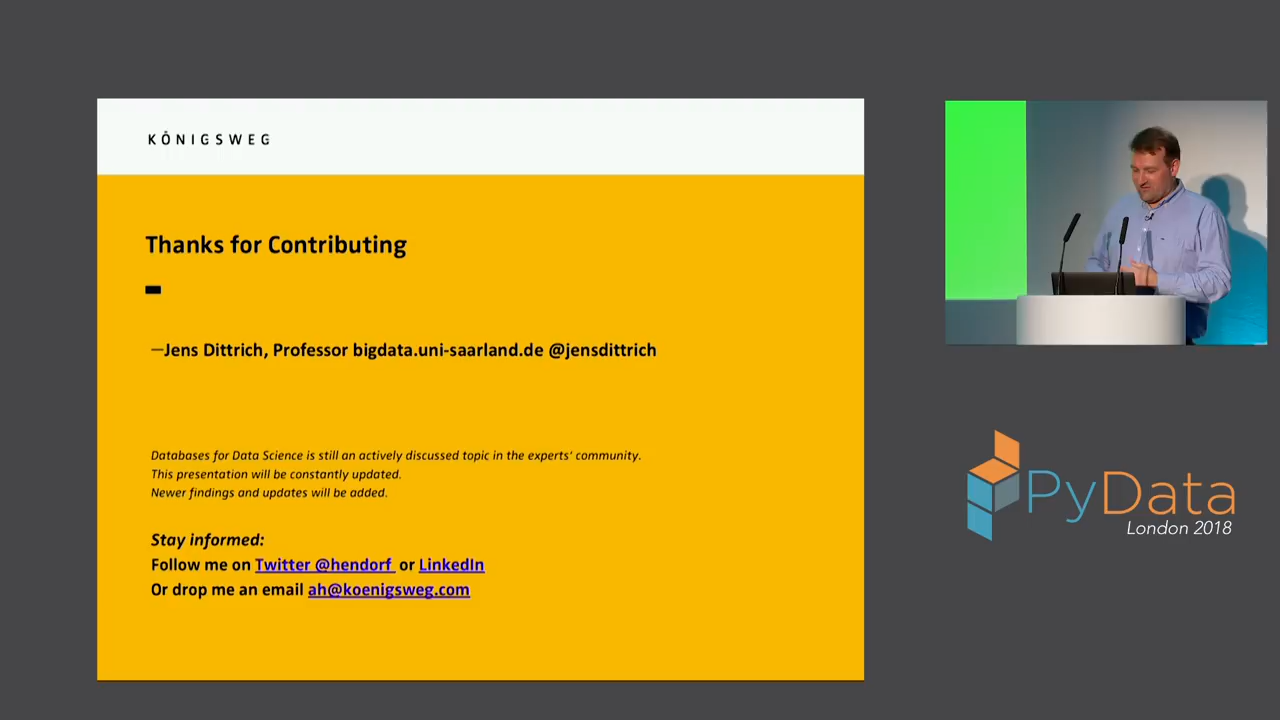 KÖNIGSWEG
Thanks for Contributing
—Jens Dittrich, Professor bigdata.uni-saarland.de @jensdittrich
Databases for Data Science is still an actively discussed topic in the experts' community.
This presentation will be constantly updated.
Newer findings and updates will be added.
Stay informed:
Follow me on Twitter @hendorf or LinkedIn
Or drop me an email ah@koenigsweg.com
PyData
London 2018